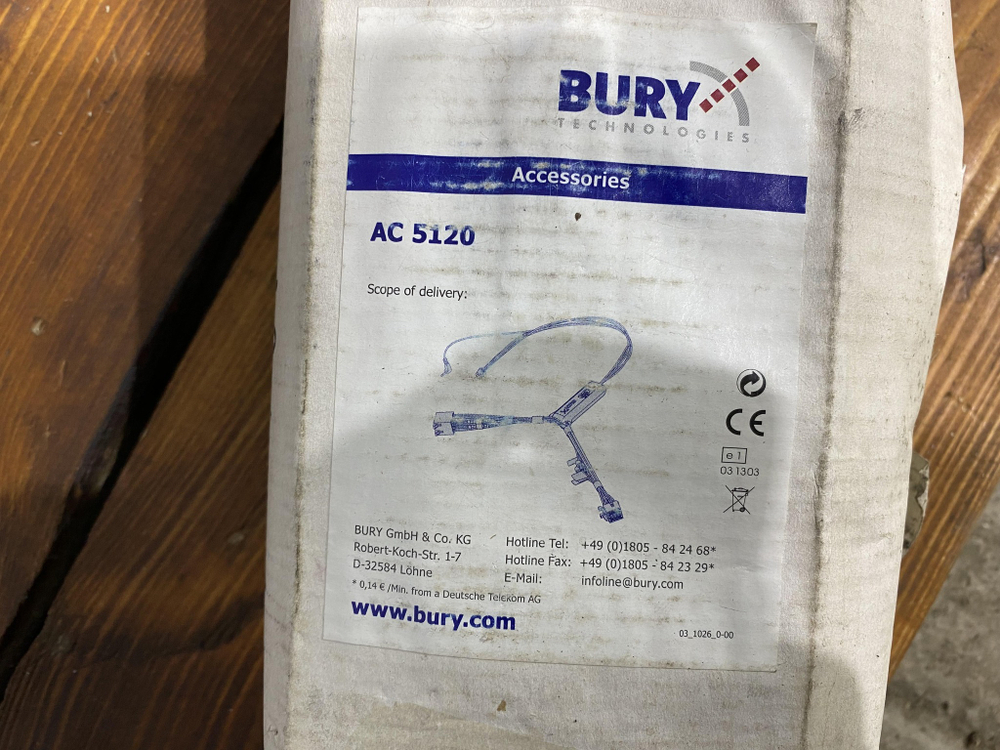 BURY
TECHNOLOGIES
Accessories
AC 5120
Scope of delivery:
CE
e1
031303
BURY GmbH & Co. KG
Robert-Koch-Str. 1-7
D-32584 Löhne
Hotline Tel: +49 (0)1805 - 84 24 68*
Hotline Fax: +49 (0)1805 - 84 23 29*
E-Mail: infoline@bury.com
* 0,14 € /Min. from a Deutsche Telekom AG
www.bury.com
03_1026_0-00